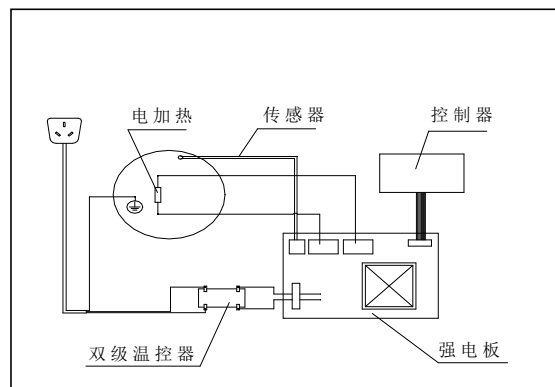 电加热
传感器
控制器
双级温控器
强电板